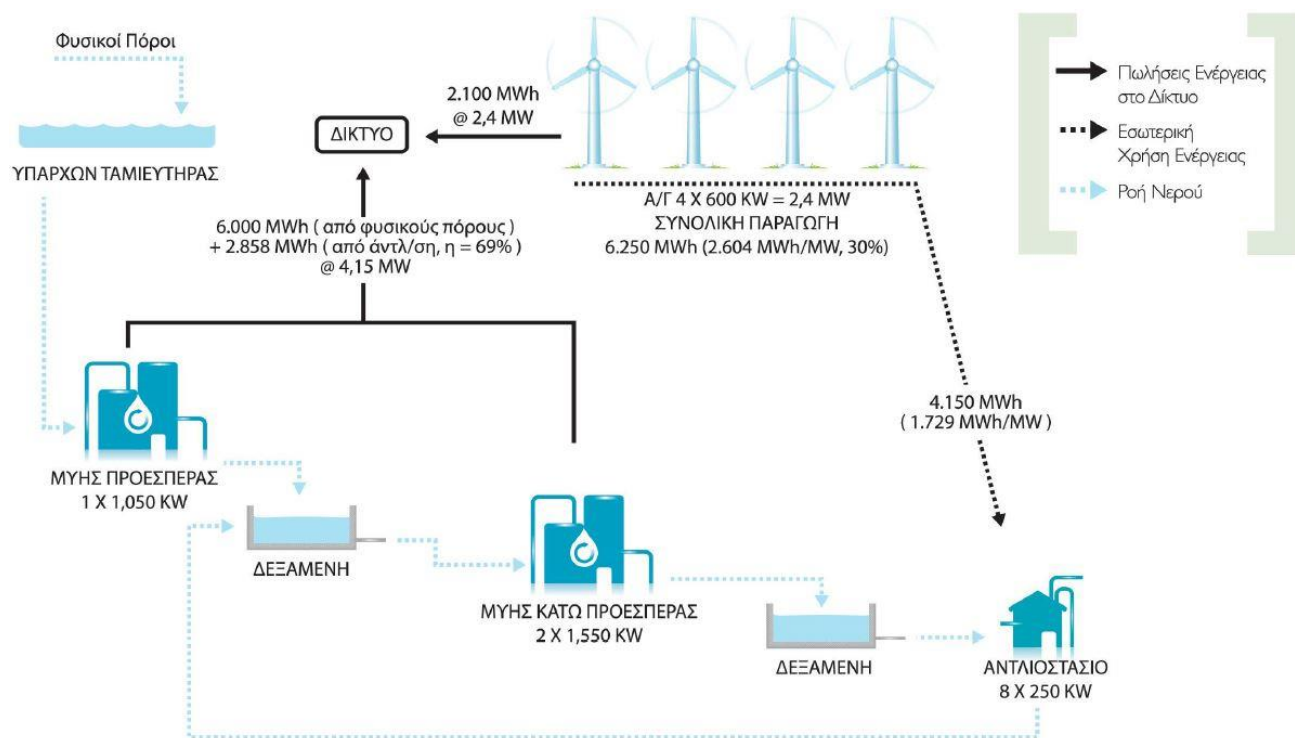 Φυσικοί Πόροι
ΥΠΑΡΧΩΝ ΤΑΜΙΕΥΤΗΡΑΣ
2.100 MWh
@ 2,4 MW
ΔΙΚΤΥΟ
Α/Γ 4 Χ 600 KW = 2,4 MW
ΣΥΝΟΛΙΚΗ ΠΑΡΑΓΩΓΗ
6.250 MWh (2.604 MWh/MW, 30%)
Πωλήσεις Ενέργειας
στο Δίκτυο
Εσωτερική
Χρήση Ενέργειας
Ροή Νερού
6.000 MWh ( από φυσικούς πόρους )
+ 2.858 MWh ( από άντλ/ση, η = 69% )
@ 4,15 MW
4.150 MWh
( 1.729 MWh/MW )
ΜΥΗΣ ΠΡΟΕΣΠΕΡΑΣ
1 X 1,050 KW
ΔΕΞΑΜΕΝΗ
ΜΥΗΣ ΚΑΤΩ ΠΡΟΕΣΠΕΡΑΣ
2 X 1,550 KW
ΔΕΞΑΜΕΝΗ
ΑΝΤΛΙΟΣΤΑΣΙΟ
8 X 250 KW